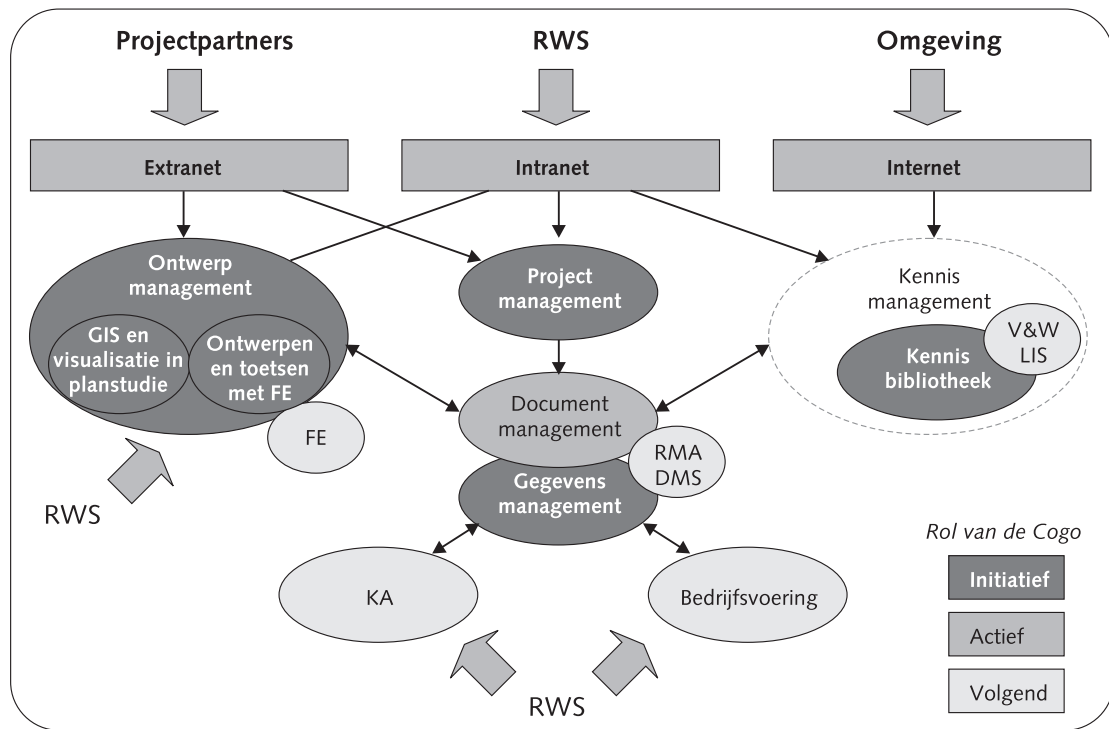 Projectpartners
RWS
Omgeving
Extranet
Intranet
Internet
Ontwerp
management
GIS en
visualisatie in
planstudie
Ontwerpen
en toetsen
met FE
FE
Project
management
Kennis
management
V&W
LIS
Kennis
bibliotheek
Document
management
RMA
DMS
Gegevens
management
RWS
KA
Bedrijfsvoering
RWS
Rol van de Cogo
Initiatief
Actief
Volgend